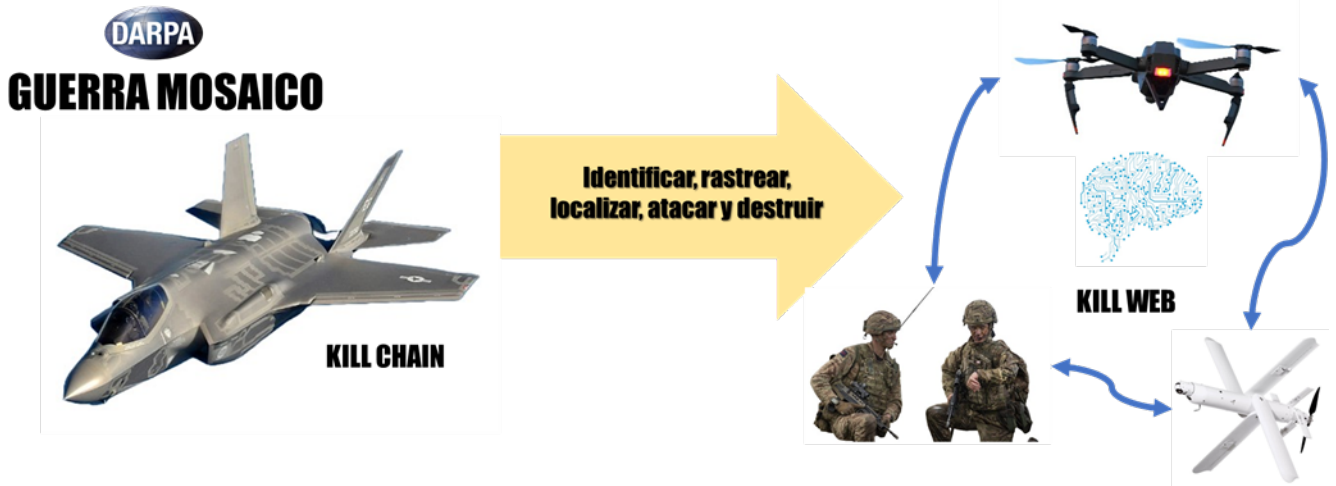 DARPA
GUERRA MOSAICO
KILL CHAIN
Identificar, rastrear,
localizar, atacar y destruir
KILL WEB